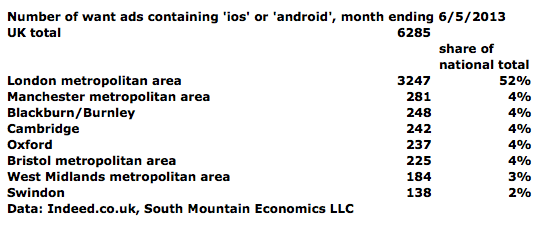 Number of want ads containing 'ios' or 'android', month ending 6/5/2013
UK total 6285
share of
national total
London metropolitan area 3247 52%
Manchester metropolitan area 281 4%
Blackburn/Burnley 248 4%
Cambridge 242 4%
Oxford 237 4%
Bristol metropolitan area 225 4%
West Midlands metropolitan area 184 3%
Swindon 138 2%
Data: Indeed.co.uk, South Mountain Economics LLC